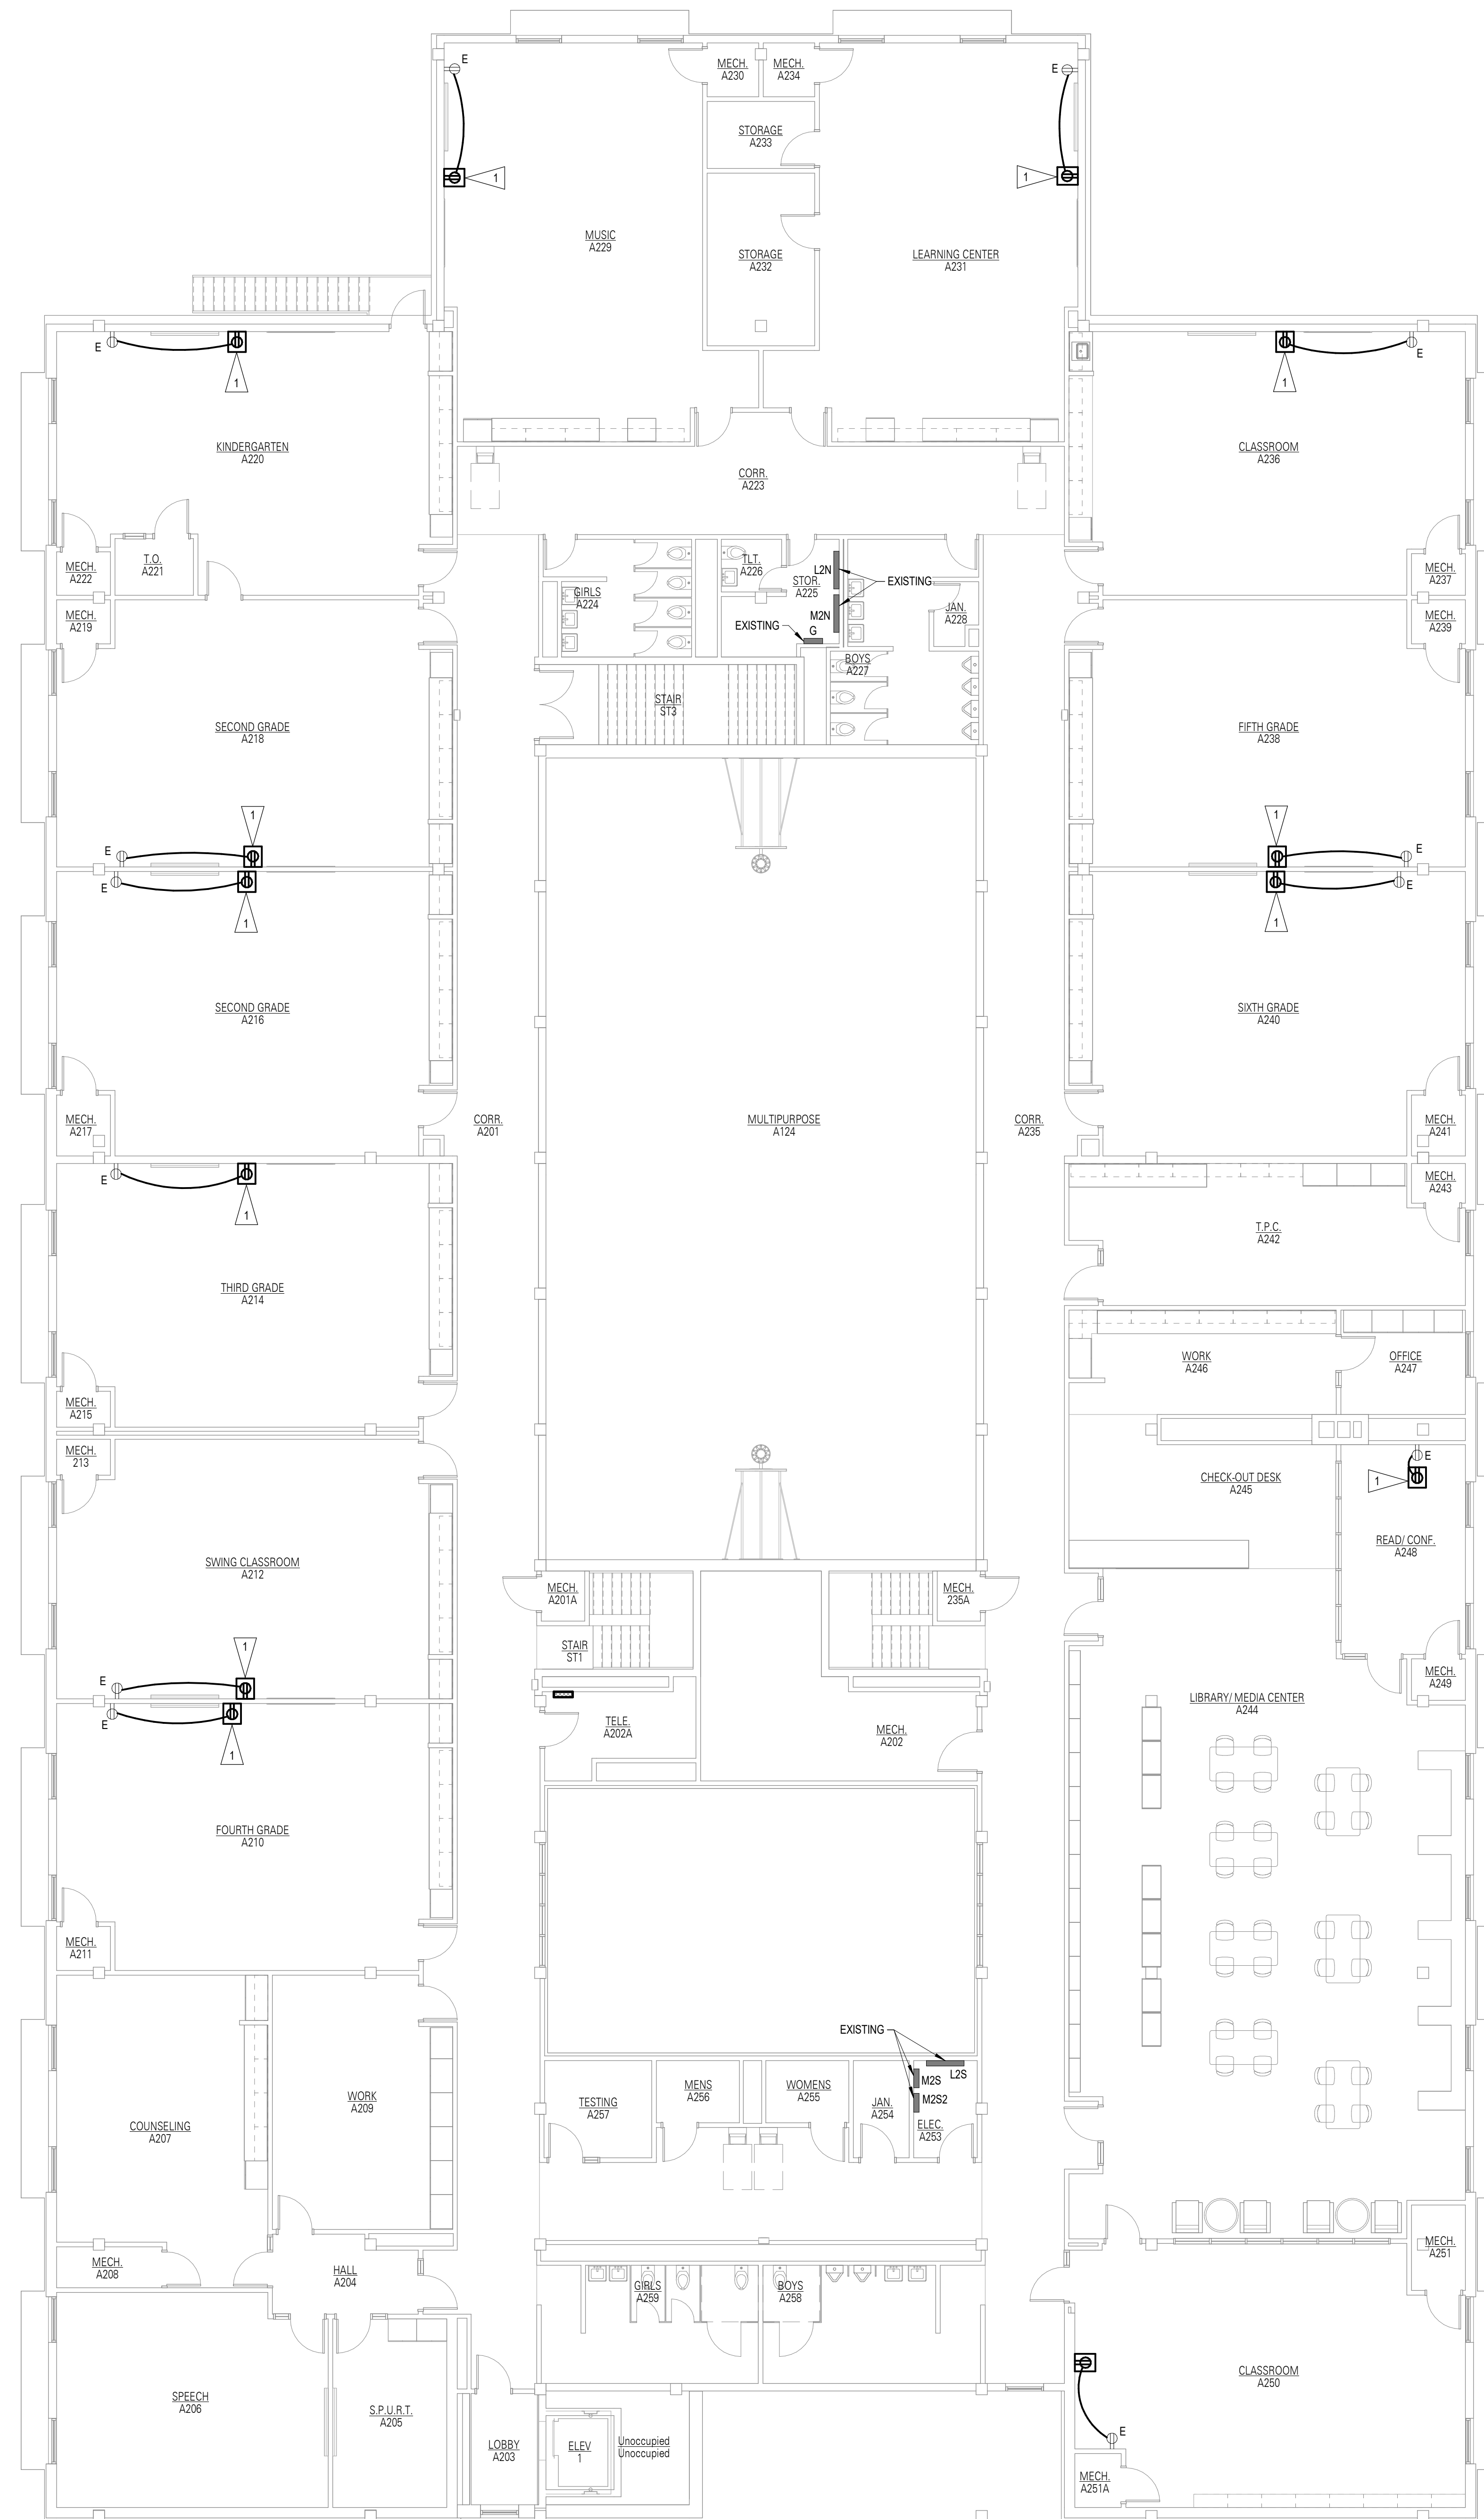 E
MECH.
A230
MECH.
A234
E
STORAGE
A233
1
1
MUSIC
A229
STORAGE
A232
LEARNING CENTER
A231
E
1
E
1
KINDERGARTEN
A220
CORR.
A223
CLASSROOM
A236
MECH.
A222
T.O.
A221
TLT.
A226
L2N
STOR.
A225
EXISTING
MECH.
A237
GIRLS
A224
M2N
JAN.
A228
MECH.
A219
EXISTING
G
MECH.
A239
BOYS
A227
STAIR
ST3
SECOND GRADE
A218
FIFTH GRADE
A238
1
1
E
E
E
E
1
1
SECOND GRADE
A216
SIXTH GRADE
A240
MECH.
A217
CORR.
A201
MULTIPURPOSE
A124
CORR.
A235
MECH.
A241
E
MECH.
A243
1
T.P.C.
A242
THIRD GRADE
A214
WORK
A246
OFFICE
A247
MECH.
A215
MECH.
213
E
CHECK-OUT DESK
A245
1
READ/ CONF.
A248
SWING CLASSROOM
A212
MECH.
A201A
MECH.
235A
STAIR
ST1
1
MECH.
A249
E
LIBRARY/ MEDIA CENTER
A244
E
TELE.
A202A
MECH.
A202
1
FOURTH GRADE
A210
MECH.
A211
EXISTING
L2S
M2S
M2S2
WORK
A209
TESTING
A257
MENS
A256
WOMENS
A255
JAN.
A254
ELEC.
A253
COUNSELING
A207
MECH.
A208
HALL
A204
GIRLS
A259
BOYS
A258
MECH.
A251
SPEECH
A206
S.P.U.R.T.
A205
CLASSROOM
A250
E
LOBBY
A203
ELEV
1
Unoccupied
Unoccupied
MECH.
A251A